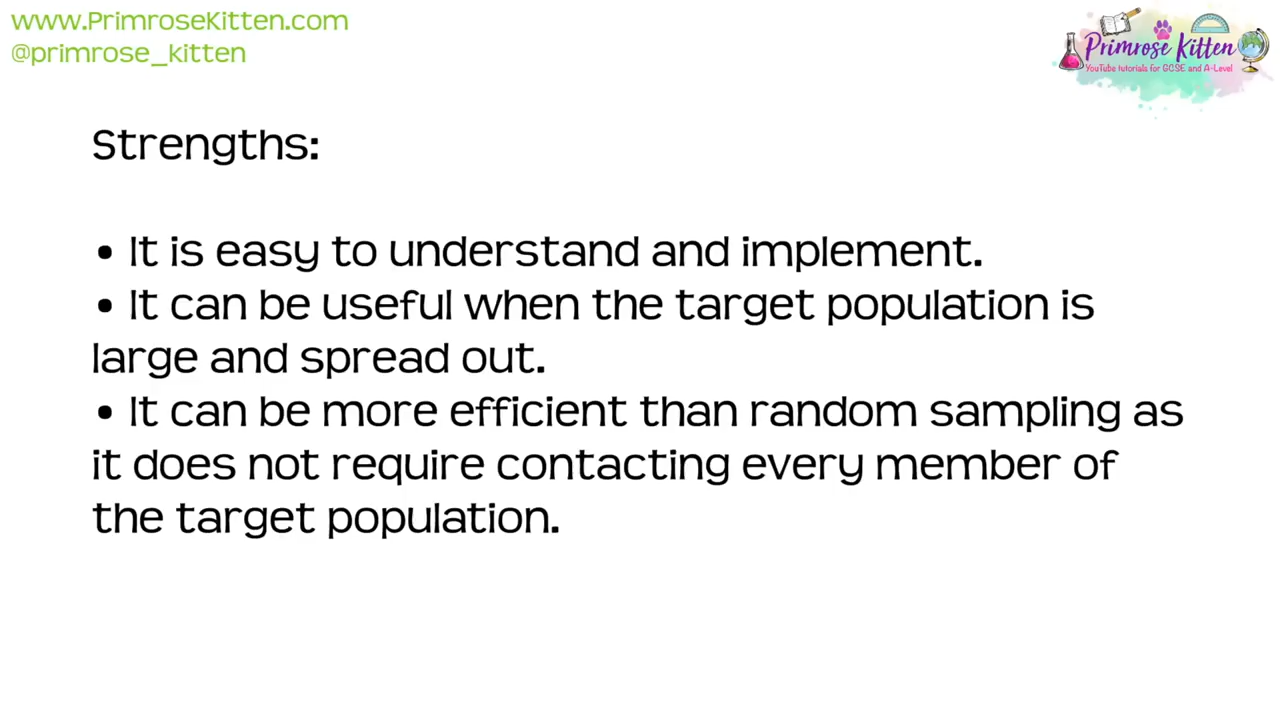 www.PrimroseKitten.com
@primrose_kitten
Primrose Kitten
YouTube tutorials for GCSE and A-Level
Strengths:
• It is easy to understand and implement.
• It can be useful when the target population is
large and spread out.
• It can be more efficient than random sampling as
it does not require contacting every member of
the target population.